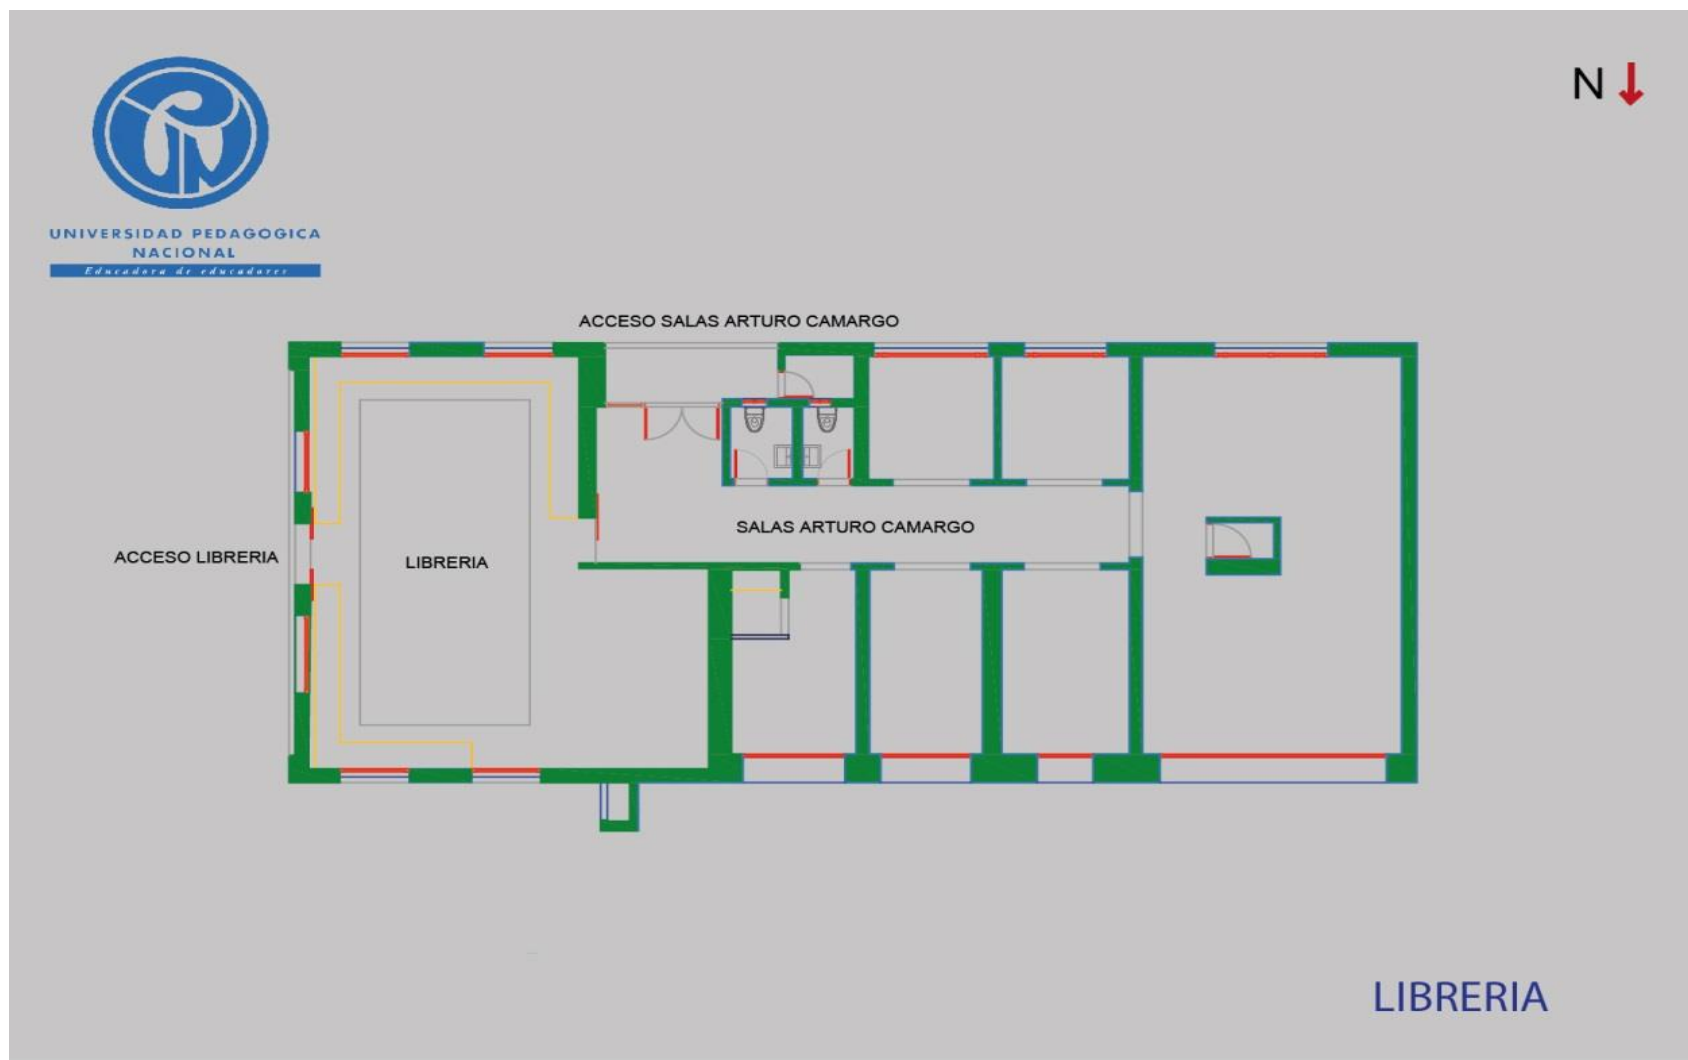 N
UNIVERSIDAD PEDAGOGICA
NACIONAL
Educadora de educadores
ACCESO SALAS ARTURO CAMARGO
SALAS ARTURO CAMARGO
ACCESO LIBRERIA
LIBRERIA
LIBRERIA